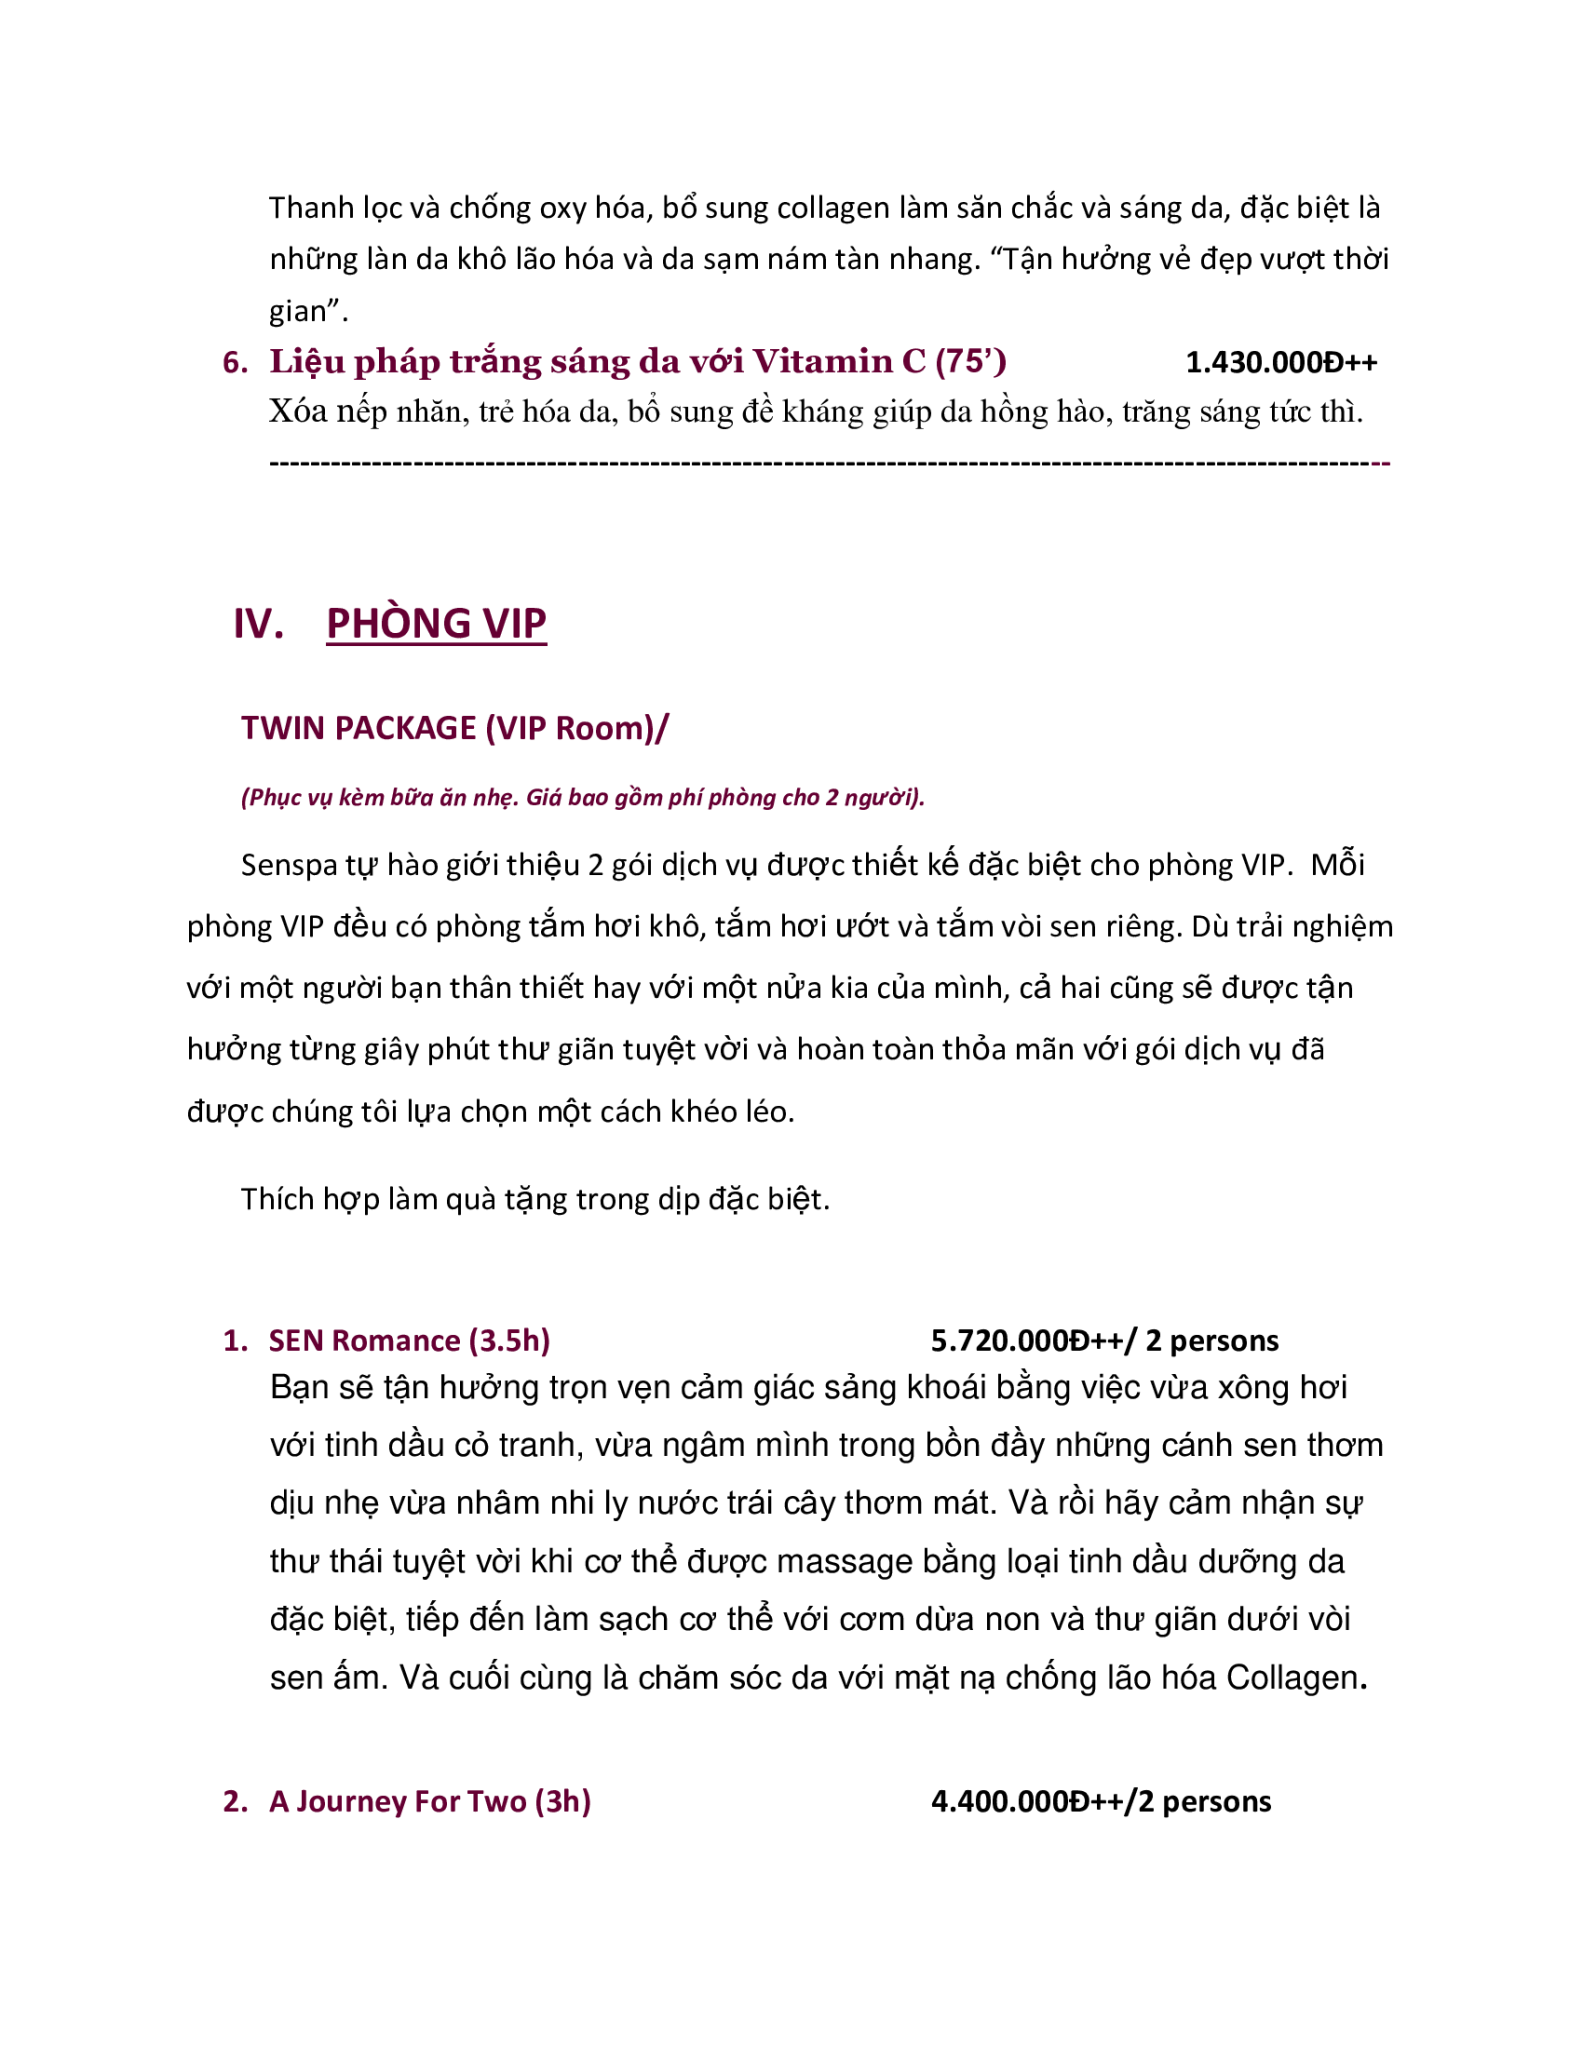 Thanh lọc và chống oxy hóa, bổ sung collagen làm săn chắc và sáng da, đặc biệt là
những làn da khô lão hóa và da sạm nám tàn nhang. “Tận hưởng vẻ đẹp vượt thời
gian”.
6. Liệu pháp trắng sáng da với Vitamin C (75’) 1.430.000Đ++
Xóa nếp nhăn, trẻ hóa da, bổ sung đề kháng giúp da hồng hào, trăng sáng tức thì.
--------------------------------------------------------------------------------------------------------------
IV. PHÒNG VIP
TWIN PACKAGE (VIP Room)/
(Phục vụ kèm bữa ăn nhẹ. Giá bao gồm phí phòng cho 2 người).
Senspa tự hào giới thiệu 2 gói dịch vụ được thiết kế đặc biệt cho phòng VIP. Mỗi
phòng VIP đều có phòng tắm hơi khô, tắm hơi ướt và tắm vòi sen riêng. Dù trải nghiệm
với một người bạn thân thiết hay với một nửa kia của mình, cả hai cũng sẽ được tận
hưởng từng giây phút thư giãn tuyệt vời và hoàn toàn thỏa mãn với gói dịch vụ đã
được chúng tôi lựa chọn một cách khéo léo.
Thích hợp làm quà tặng trong dịp đặc biệt.
1. SEN Romance (3.5h) 5.720.000Đ++/ 2 persons
Bạn sẽ tận hưởng trọn vẹn cảm giác sảng khoái bằng việc vừa xông hơi
với tinh dầu cỏ tranh, vừa ngâm mình trong bồn đầy những cánh sen thơm
dịu nhẹ vừa nhâm nhi ly nước trái cây thơm mát. Và rồi hãy cảm nhận sự
thư thái tuyệt vời khi cơ thể được massage bằng loại tinh dầu dưỡng da
đặc biệt, tiếp đến làm sạch cơ thể với cơm dừa non và thư giãn dưới vòi
sen ấm. Và cuối cùng là chăm sóc da với mặt nạ chống lão hóa Collagen.
2. A Journey For Two (3h) 4.400.000Đ++/2 persons